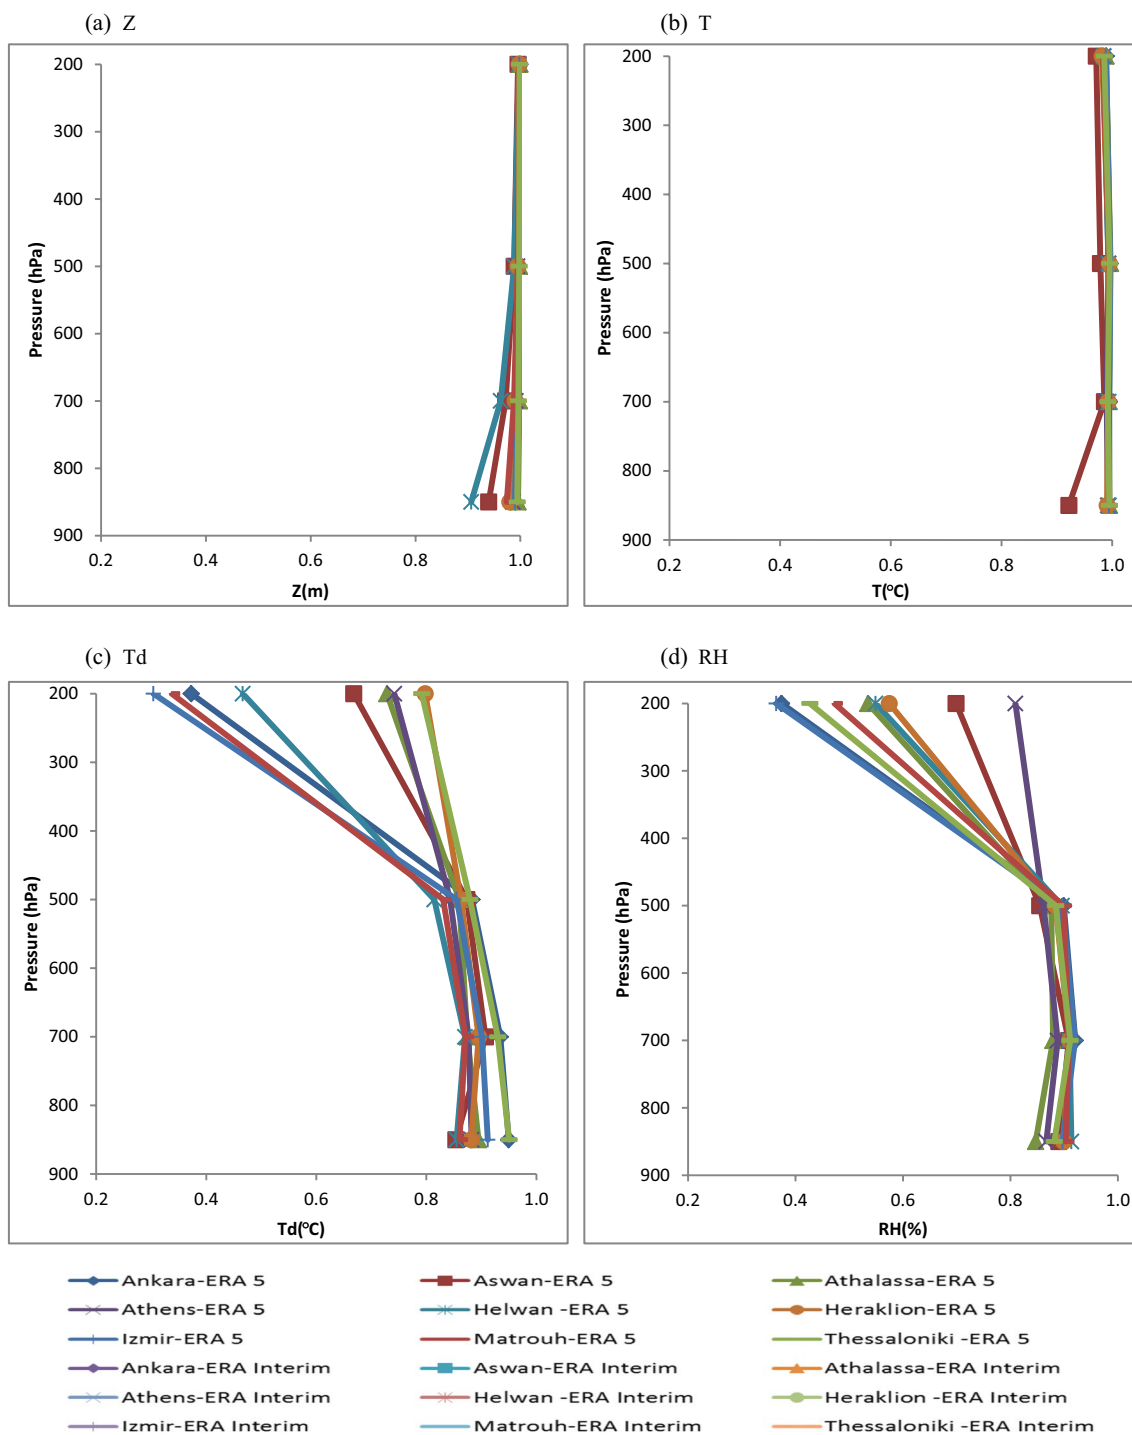 (a) Z
(b) T
200
300
400
500
600
700
800
900
Pressure (hPa)
0.2 0.4 0.6 0.8 1.0
Z(m)
200
300
400
500
600
700
800
900
Pressure (hPa)
0.2 0.4 0.6 0.8 1.0
T(°C)
(c) Td
(d) RH
200
300
400
500
600
700
800
900
Pressure (hPa)
0.2 0.4 0.6 0.8 1.0
Td(°C)
200
300
400
500
600
700
800
900
Pressure (hPa)
0.2 0.4 0.6 0.8 1.0
RH(%)
Ankara-ERA 5 Aswan-ERA 5 Athalassa-ERA 5
Athens-ERA 5 Helwan -ERA 5 Heraklion-ERA 5
Izmir-ERA 5 Matrouh-ERA 5 Thessaloniki -ERA 5
Ankara-ERA Interim Aswan-ERA Interim Athalassa-ERA Interim
Athens-ERA Interim Helwan -ERA Interim Heraklion -ERA Interim
Izmir-ERA Interim Matrouh-ERA Interim Thessaloniki -ERA Interim